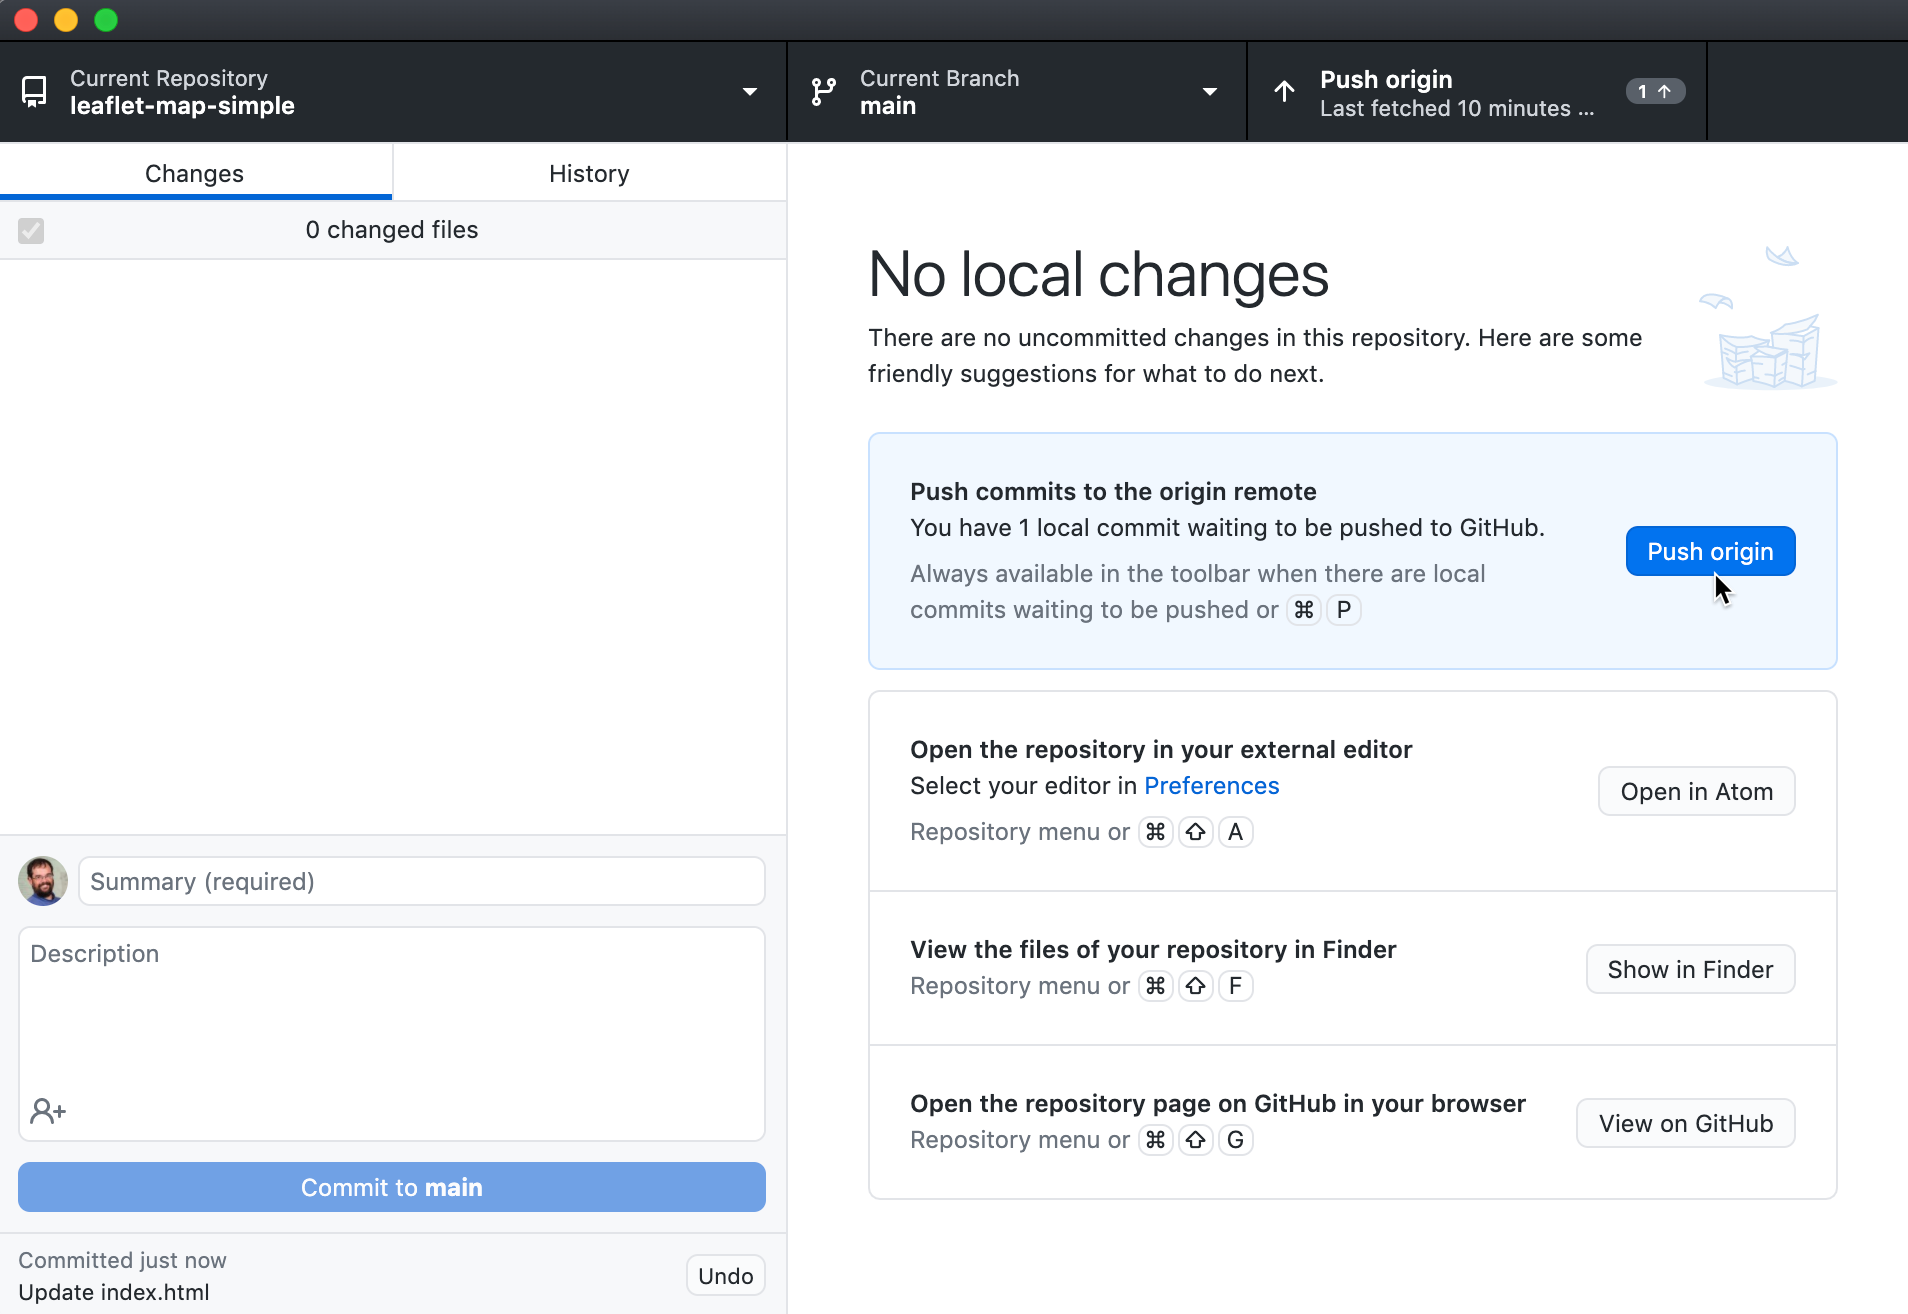 Current Repository
leaflet-map-simple
Current Branch
main
Push origin
Last fetched 10 minutes ...
1 ↑
Changes
History
0 changed files
No local changes
There are no uncommitted changes in this repository. Here are some
friendly suggestions for what to do next.
Push commits to the origin remote
You have 1 local commit waiting to be pushed to GitHub.
Always available in the toolbar when there are local
commits waiting to be pushed or ⌘ P
Push origin
Open the repository in your external editor
Select your editor in Preferences
Repository menu or ⌘ ⇧ A
Open in Atom
View the files of your repository in Finder
Repository menu or ⌘ ⇧ F
Show in Finder
Open the repository page on GitHub in your browser
Repository menu or ⌘ ⇧ G
View on GitHub
Summary (required)
Description
Commit to main
Committed just now
Update index.html
Undo